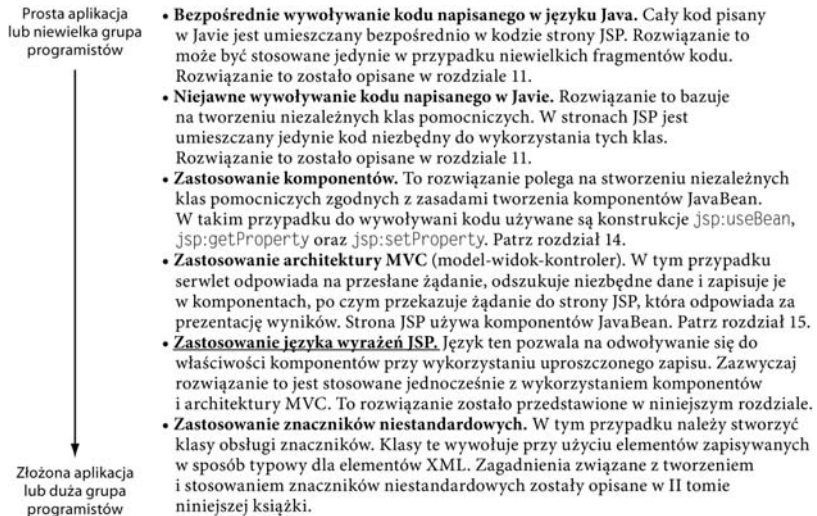 Prosta aplikacja
lub niewielka grupa
programistów
• Bezpośrednie wywoływanie kodu napisanego w języku Java. Cały kod pisany
w Javie jest umieszczany bezpośrednio w kodzie strony JSP. Rozwiązanie to
może być stosowane jedynie w przypadku niewielkich fragmentów kodu.
Rozwiązanie to zostało opisane w rozdziale 11.
• Niejawne wywoływanie kodu napisanego w Javie. Rozwiązanie to bazuje
na tworzeniu niezależnych klas pomocniczych. W stronach JSP jest
umieszczany jedynie kod niezbędny do wykorzystania tych klas.
Rozwiązanie to zostało opisane w rozdziale 11.
• Zastosowanie komponentów. To rozwiązanie polega na stworzeniu niezależnych
klas pomocniczych zgodnych z zasadami tworzenia komponentów JavaBean.
W takim przypadku do wywoływani kodu używane są konstrukcje jsp:useBean,
jsp:getProperty oraz jsp:setProperty. Patrz rozdział 14.
• Zastosowanie architektury MVC (model-widok-kontroler). W tym przypadku
serwlet odpowiada na przesłane żądanie, odszukuje niezbędne dane i zapisuje je
w komponentach, po czym przekazuje żądanie do strony JSP, która odpowiada za
prezentację wyników. Strona JSP używa komponentów JavaBean. Patrz rozdział 15.
• Zastosowanie języka wyrażeń JSP. Język ten pozwala na odwoływanie się do
właściwości komponentów przy wykorzystaniu uproszczonego zapisu. Zazwyczaj
rozwiązanie to jest stosowane jednocześnie z wykorzystaniem komponentów
i architektury MVC. To rozwiązanie zostało przedstawione w niniejszym rozdziale.
• Zastosowanie znaczników niestandardowych. W tym przypadku należy stworzyć
klasy obsługi znaczników. Klasy te wywołuje przy użyciu elementów zapisywanych
w sposób typowy dla elementów XML. Zagadnienia związane z tworzeniem
i stosowaniem znaczników niestandardowych zostały opisane w II tomie
niniejszej książki.
Złożona aplikacja
lub duża grupa
programistów